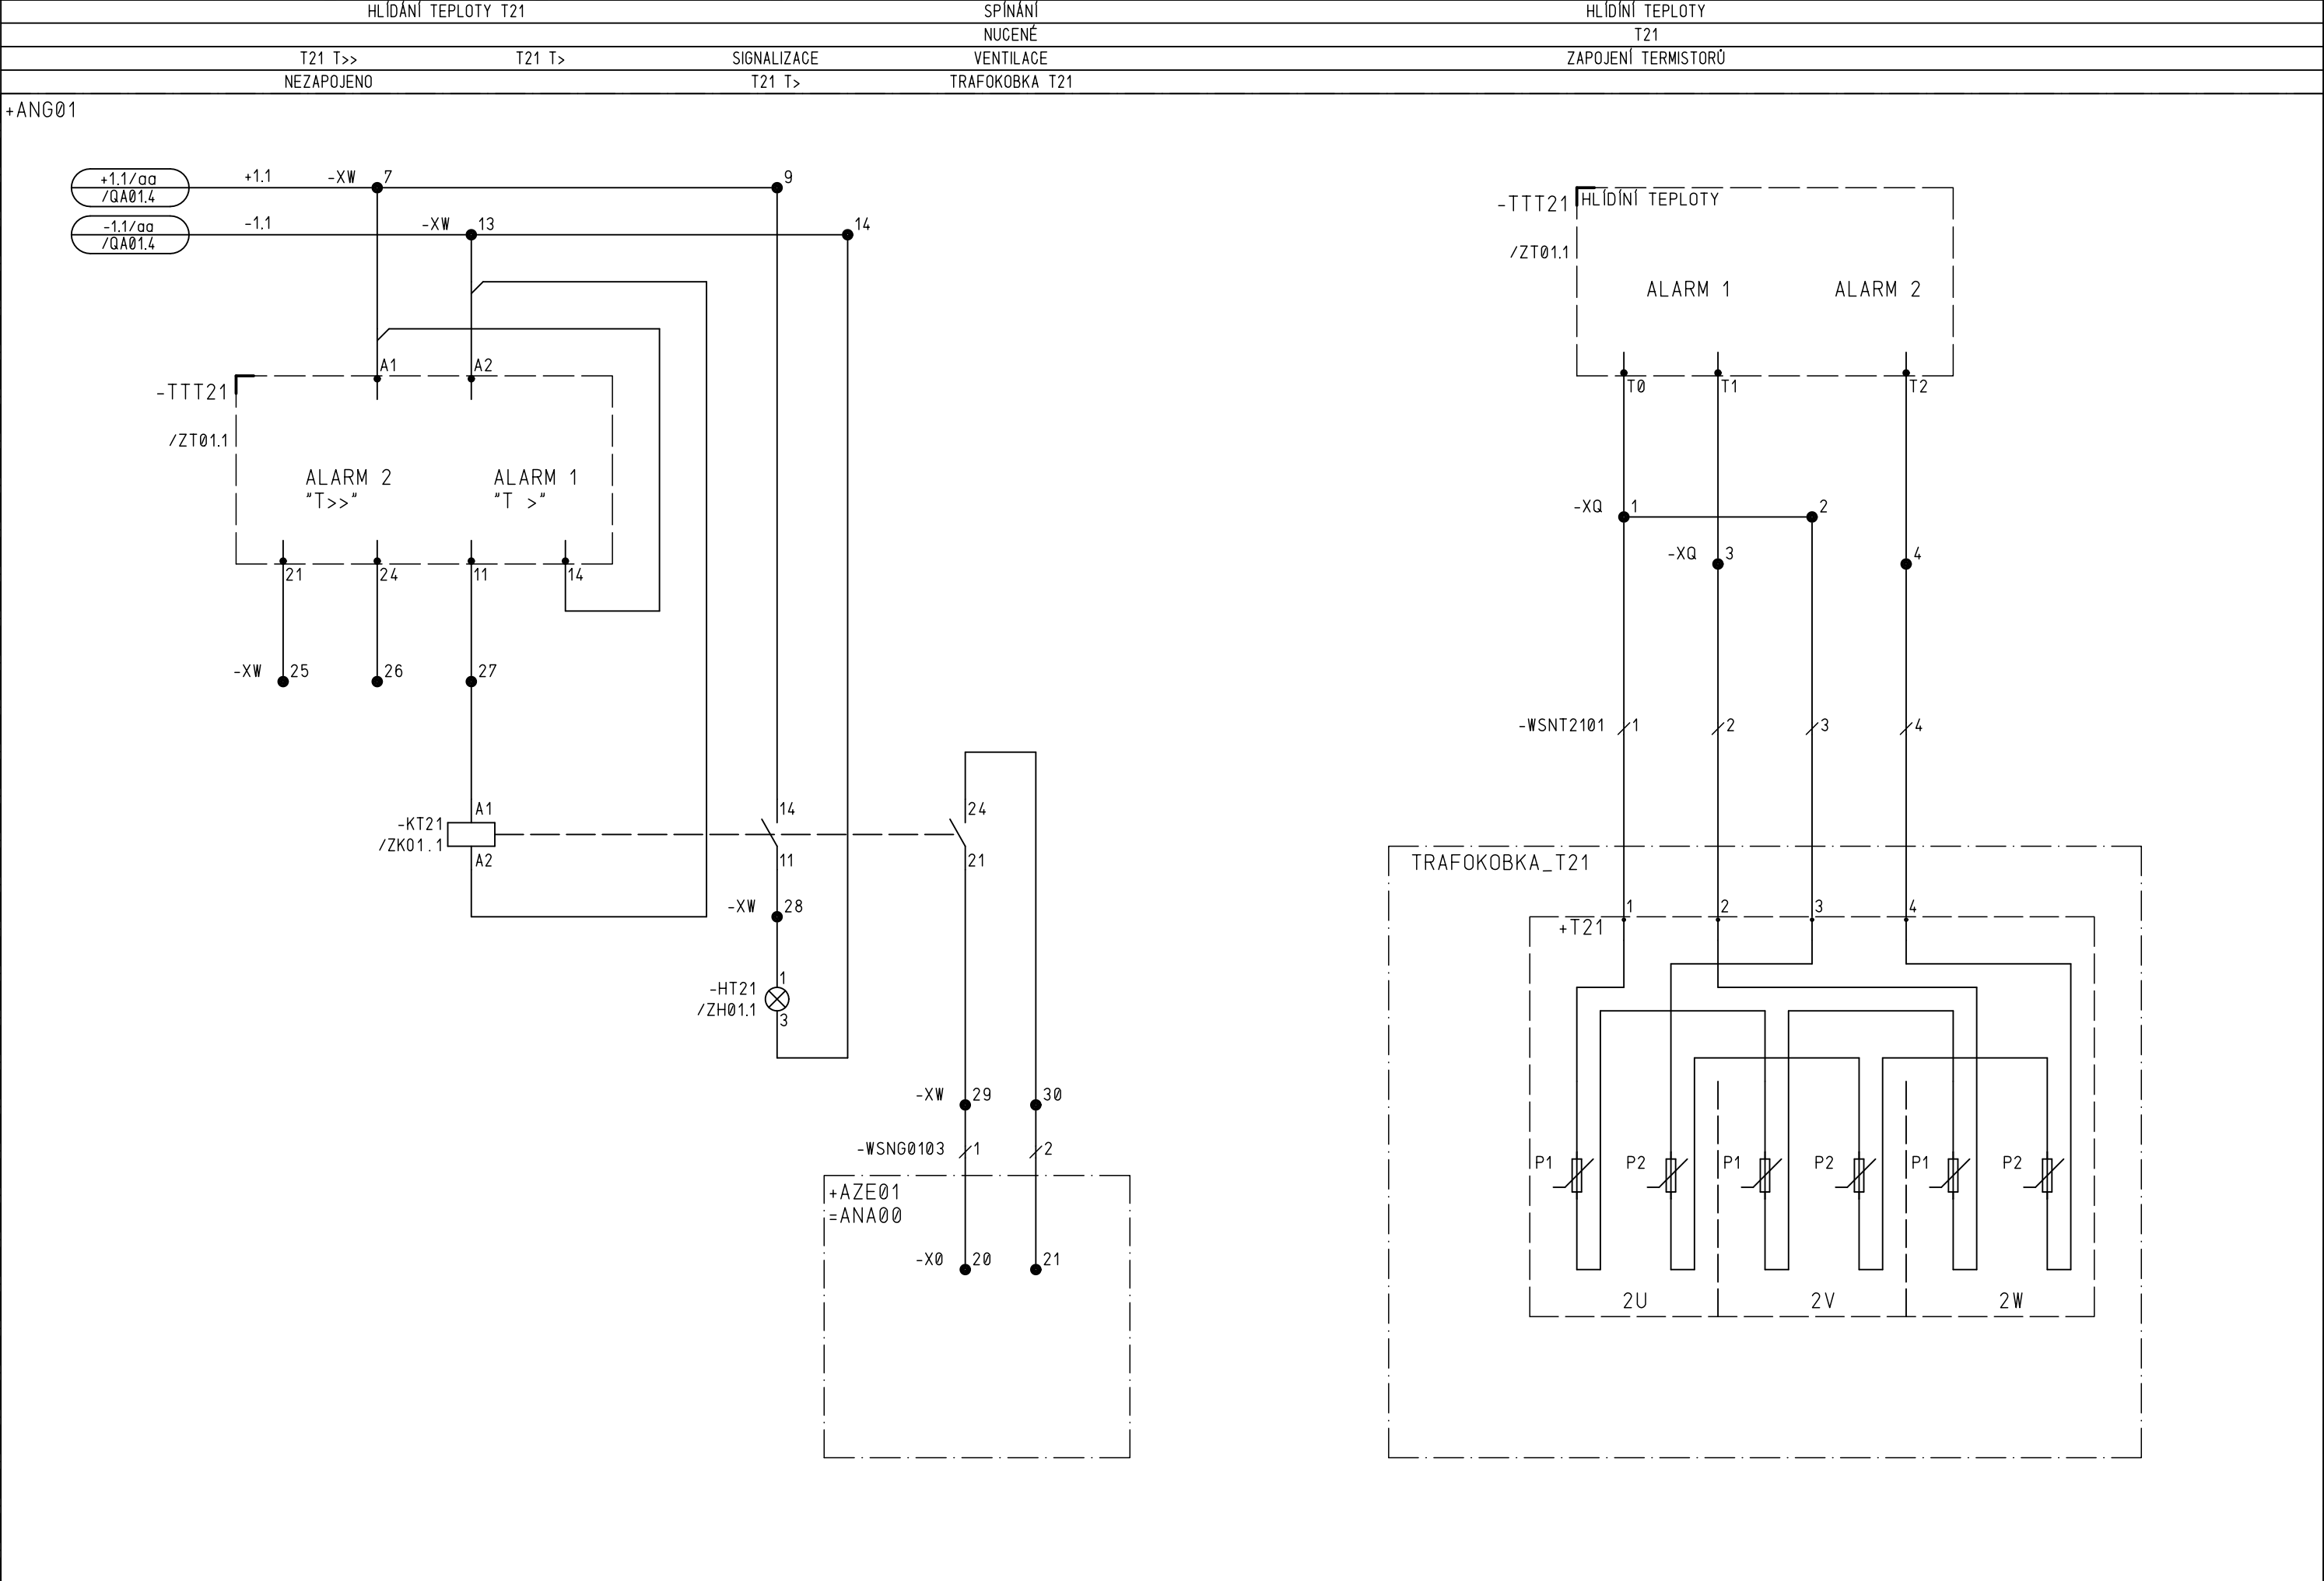 HLÍDÁNÍ TEPLOTY T21 SPÍNÁNÍ HLÍDÍNÍ TEPLOTY
NUCENÉ T21
T21 T>> T21 T> SIGNALIZACE VENTILACE ZAPOJENÍ TERMISTORŮ
NEZAPOJENO T21 T> TRAFOKOBKA T21
+ANG01
+1.1/aa
/QA01.4
+1.1 -XW 7 9
-1.1/aa
/QA01.4
-1.1 -XW 13 14
A1 A2
-TTT21
/ZT01.1
ALARM 2 ALARM 1
"T>>" "T >"
21 24 11 14
-XW 25 26 27
A1 14 24
-KT21
/ZK01.1
A2 11 21
-XW 28
1
-HT21
/ZH01.1
3
-XW 29 30
-WSNG0103 1 2
+AZE01
=ANA00
-X0 20 21
-TTT21 HLÍDÍNÍ TEPLOTY
/ZT01.1
ALARM 1 ALARM 2
T0 T1 T2
-XQ 1 2
-XQ 3 4
-WSNT2101 1 2 3 4
TRAFOKOBKA_T21
1 2 3 4
+T21
P1 P2 P1 P2 P1 P2
2U 2V 2W